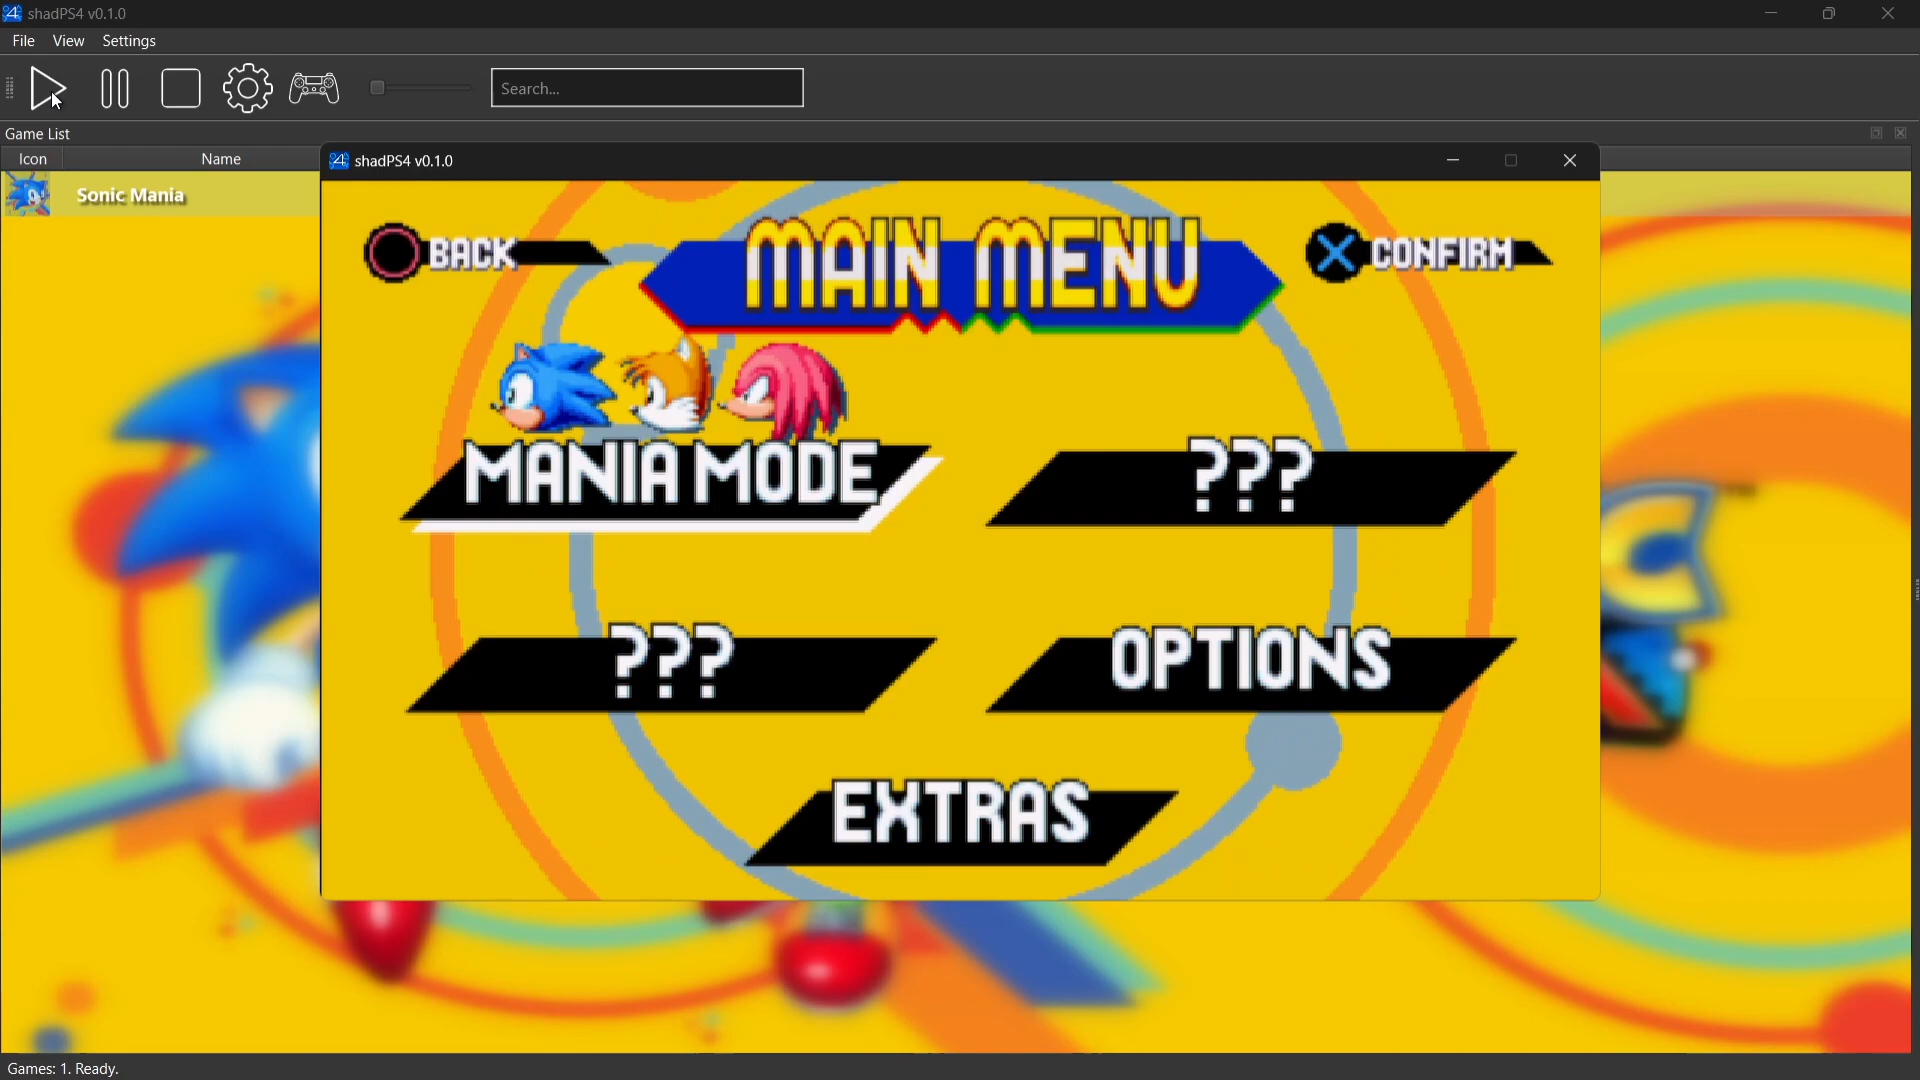 shadPS4 v0.1.0
File View Settings
Search...
Game List
Icon Name
Sonic Mania
shadPS4 v0.1.0
BACK
MAIN MENU
CONFIRM
MANIA MODE
???
???
OPTIONS
EXTRAS
Games: 1. Ready.